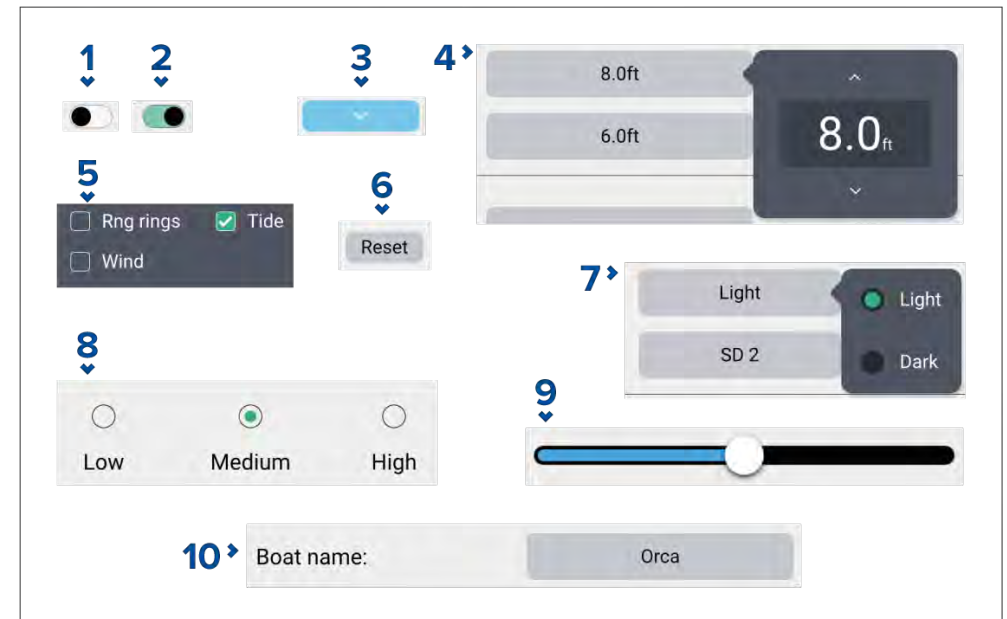 1
2
3
4
8.0ft
6.0ft
8.0ft
5
Rng rings
Tide
Wind
6
Reset
7
Light
SD 2
Light
Dark
8
Low
Medium
High
9
10
Boat name:
Orca